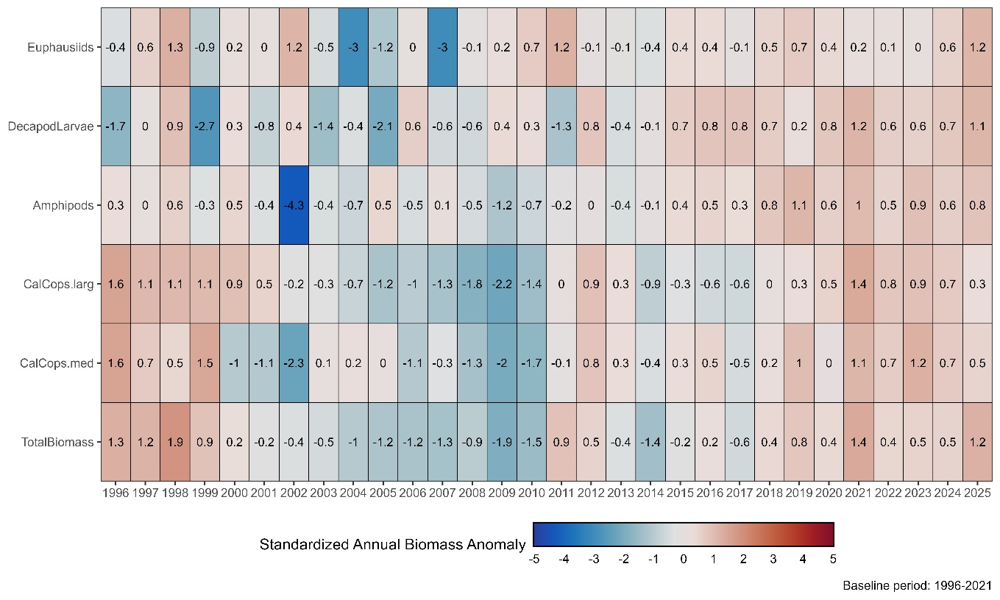 Euphausiids -0.4 0.6 1.3 -0.9 0.2 0 1.2 -0.5 -3 -1.2 0 -3 -0.1 0.2 0.7 1.2 -0.1 -0.1 -0.4 0.4 0.4 -0.1 0.5 0.7 0.4 0.2 0.1 0 0.6 1.2
DecapodLarvae -1.7 0 0.9 -2.7 0.3 -0.8 0.4 -1.4 -0.4 -2.1 0.6 -0.6 -0.6 0.4 0.3 -1.3 0.8 -0.4 -0.1 0.7 0.8 0.8 0.7 0.2 0.8 1.2 0.6 0.6 0.7 1.1
Amphipods 0.3 0 0.6 -0.3 0.5 -0.4 -4.3 -0.4 -0.7 0.5 -0.5 0.1 -0.5 -1.2 -0.7 -0.2 0 -0.4 -0.1 0.4 0.5 0.3 0.8 1.1 0.6 1 0.5 0.9 0.6 0.8
CalCops.larg 1.6 1.1 1.1 1.1 0.9 0.5 -0.2 -0.3 -0.7 -1.2 -1 -1.3 -1.8 -2.2 -1.4 0 0.9 0.3 -0.9 -0.3 -0.6 -0.6 0 0.3 0.5 1.4 0.8 0.9 0.7 0.3
CalCops.med 1.6 0.7 0.5 1.5 -1 -1.1 -2.3 0.1 0.2 0 -1.1 -0.3 -1.3 -2 -1.7 -0.1 0.8 0.3 -0.4 0.3 0.5 -0.5 0.2 1 0 1.1 0.7 1.2 0.7 0.5
TotalBiomass 1.3 1.2 1.9 0.9 0.2 -0.2 -0.4 -0.5 -1 -1.2 -1.2 -1.3 -0.9 -1.9 -1.5 0.9 0.5 -0.4 -1.4 -0.2 0.2 -0.6 0.4 0.8 0.4 1.4 0.4 0.5 0.5 1.2
1996 1997 1998 1999 2000 2001 2002 2003 2004 2005 2006 2007 2008 2009 2010 2011 2012 2013 2014 2015 2016 2017 2018 2019 2020 2021 2022 2023 2024 2025
Standardized Annual Biomass Anomaly
-5 -4 -3 -2 -1 0 1 2 3 4 5
Baseline period: 1996-2021